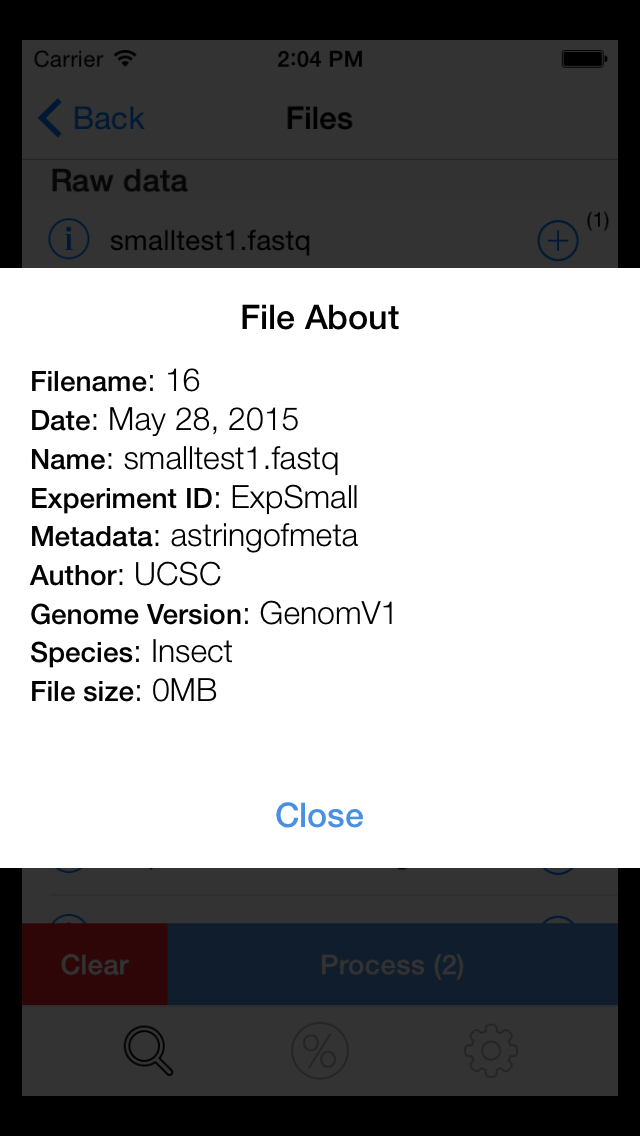 Carrier 2:04 PM
Back Files
Raw data
smalltest1.fastq (1)
File About
Filename: 16
Date: May 28, 2015
Name: smalltest1.fastq
Experiment ID: ExpSmall
Metadata: astringofmeta
Author: UCSC
Genome Version: GenomV1
Species: Insect
File size: 0MB
Close
Clear Process (2)